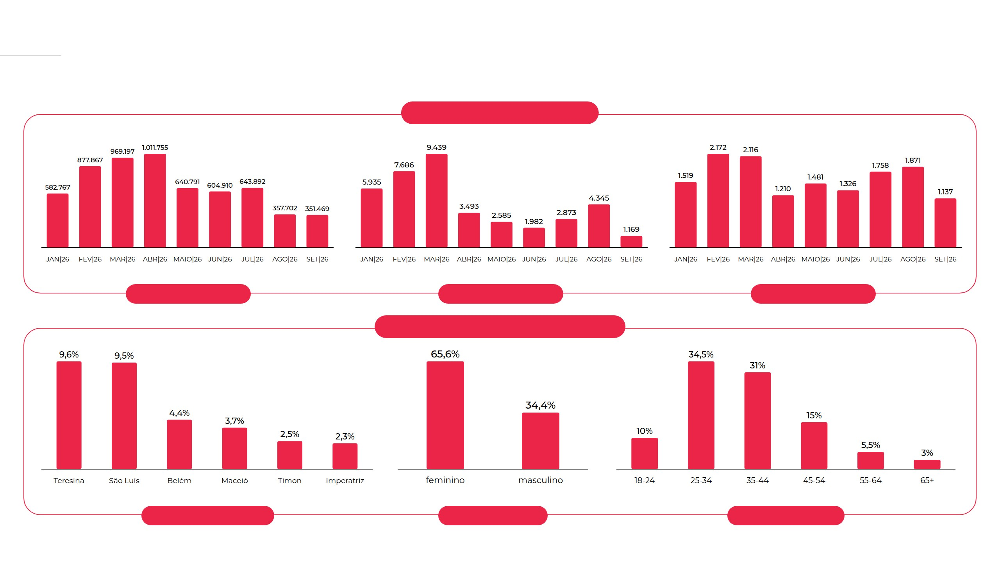 582.767 877.867 969.197 1.011.755 640.791 604.910 643.892 357.702 351.469
JAN|26 FEV|26 MAR|26 ABR|26 MAIO|26 JUN|26 JUL|26 AGO|26 SET|26
5.935 7.686 9.439 3.493 2.585 1.982 2.873 4.345 1.169
JAN|26 FEV|26 MAR|26 ABR|26 MAIO|26 JUN|26 JUL|26 AGO|26 SET|26
1.519 2.172 2.116 1.210 1.481 1.326 1.758 1.871 1.137
JAN|26 FEV|26 MAR|26 ABR|26 MAIO|26 JUN|26 JUL|26 AGO|26 SET|26
9,6% 9,5% 4,4% 3,7% 2,5% 2,3%
Teresina São Luís Belém Maceió Timon Imperatriz
65,6% 34,4%
feminino masculino
10% 34,5% 31% 15% 5,5% 3%
18-24 25-34 35-44 45-54 55-64 65+